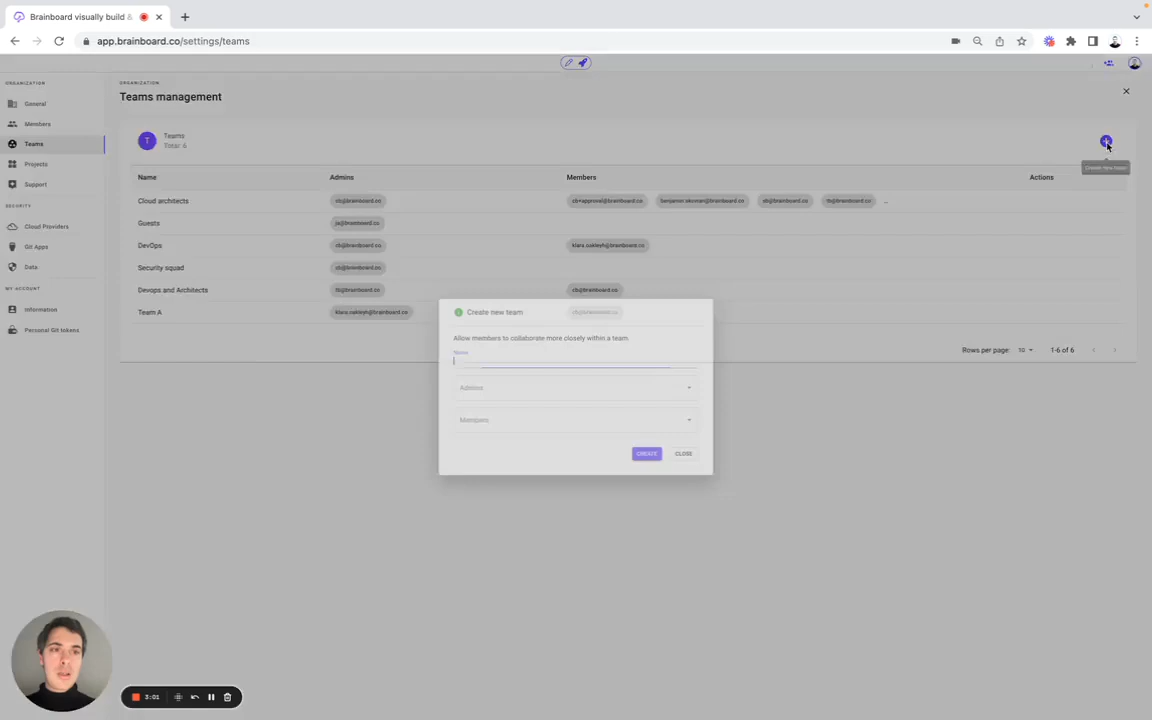 Brainboard visually build &
app.brainboard.co/settings/teams
ORGANIZATION
General
Members
Teams
Projects
Support
SECURITY
Cloud Providers
Git Apps
Data
MY ACCOUNT
Information
Personal Git tokens
ORGANIZATION
Teams management
T
Teams
Total: 6
Create new team
Name Admins Members Actions
Cloud architects cb@brainboard.co cb+approval@brainboard.co sb@brainboard.co tb@brainboard.co ...
Guests ja@brainboard.co
DevOps cb@brainboard.co klara.oakleyh@brainboard.co
Security squad cb@brainboard.co
Devops and Architects tb@brainboard.co cb@brainboard.co
Team A klara.oakleyh@brainboard.co cb@brainboard.co
Rows per page: 10 1-6 of 6
Create new team
Allow members to collaborate more closely within a team
Name
Admins
Members
CREATE CLOSE
3:01